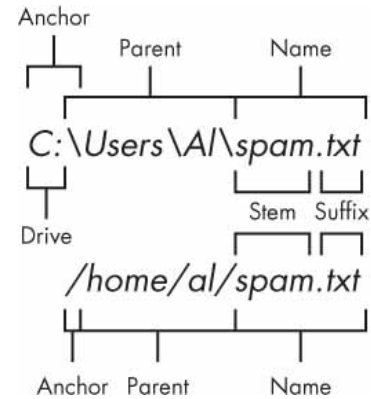 Anchor
Parent Name
C:\Users\Al\spam.txt
Stem Suffix
Drive
/home/al/spam.txt
Anchor Parent Name